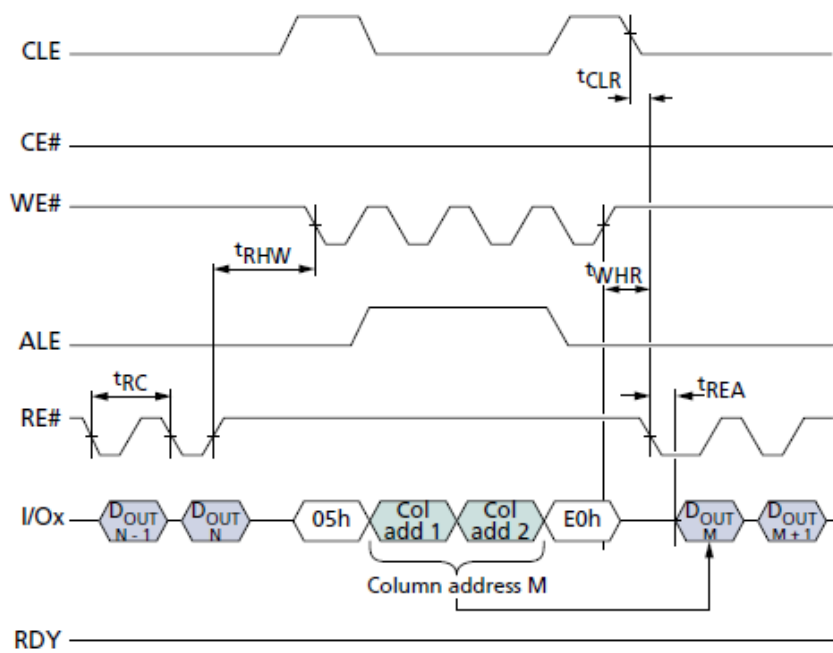 CLE
tCLR
CE#
WE#
tRHW
tWHR
ALE
tRC
tREA
RE#
I/Ox
DOUT N - 1
DOUT N
05h
Col add 1
Col add 2
E0h
DOUT M
DOUT M + 1
Column address M
RDY